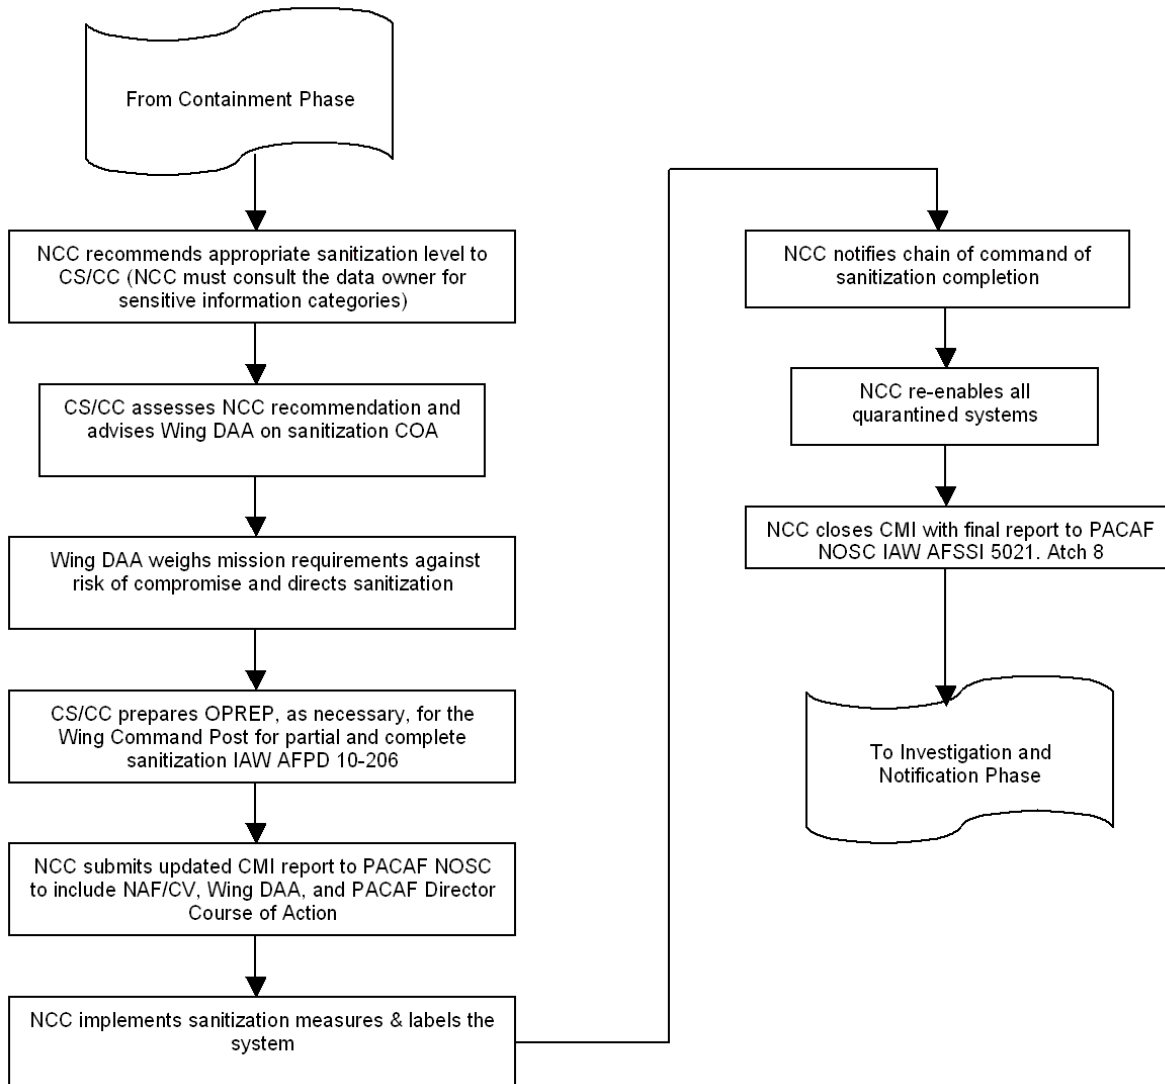 From Containment Phase
NCC recommends appropriate sanitization level to
CS/CC (NCC must consult the data owner for
sensitive information categories)
CS/CC assesses NCC recommendation and
advises Wing DAA on sanitization COA
Wing DAA weighs mission requirements against
risk of compromise and directs sanitization
CS/CC prepares OPREP, as necessary, for the
Wing Command Post for partial and complete
sanitization IAW AFPD 10-206
NCC submits updated CMI report to PACAF NOSC
to include NAF/CV, Wing DAA, and PACAF Director
Course of Action
NCC implements sanitization measures & labels the
system
NCC notifies chain of command of
sanitization completion
NCC re-enables all
quarantined systems
NCC closes CMI with final report to PACAF
NOSC IAW AFSSI 5021. Atch 8
To Investigation and
Notification Phase